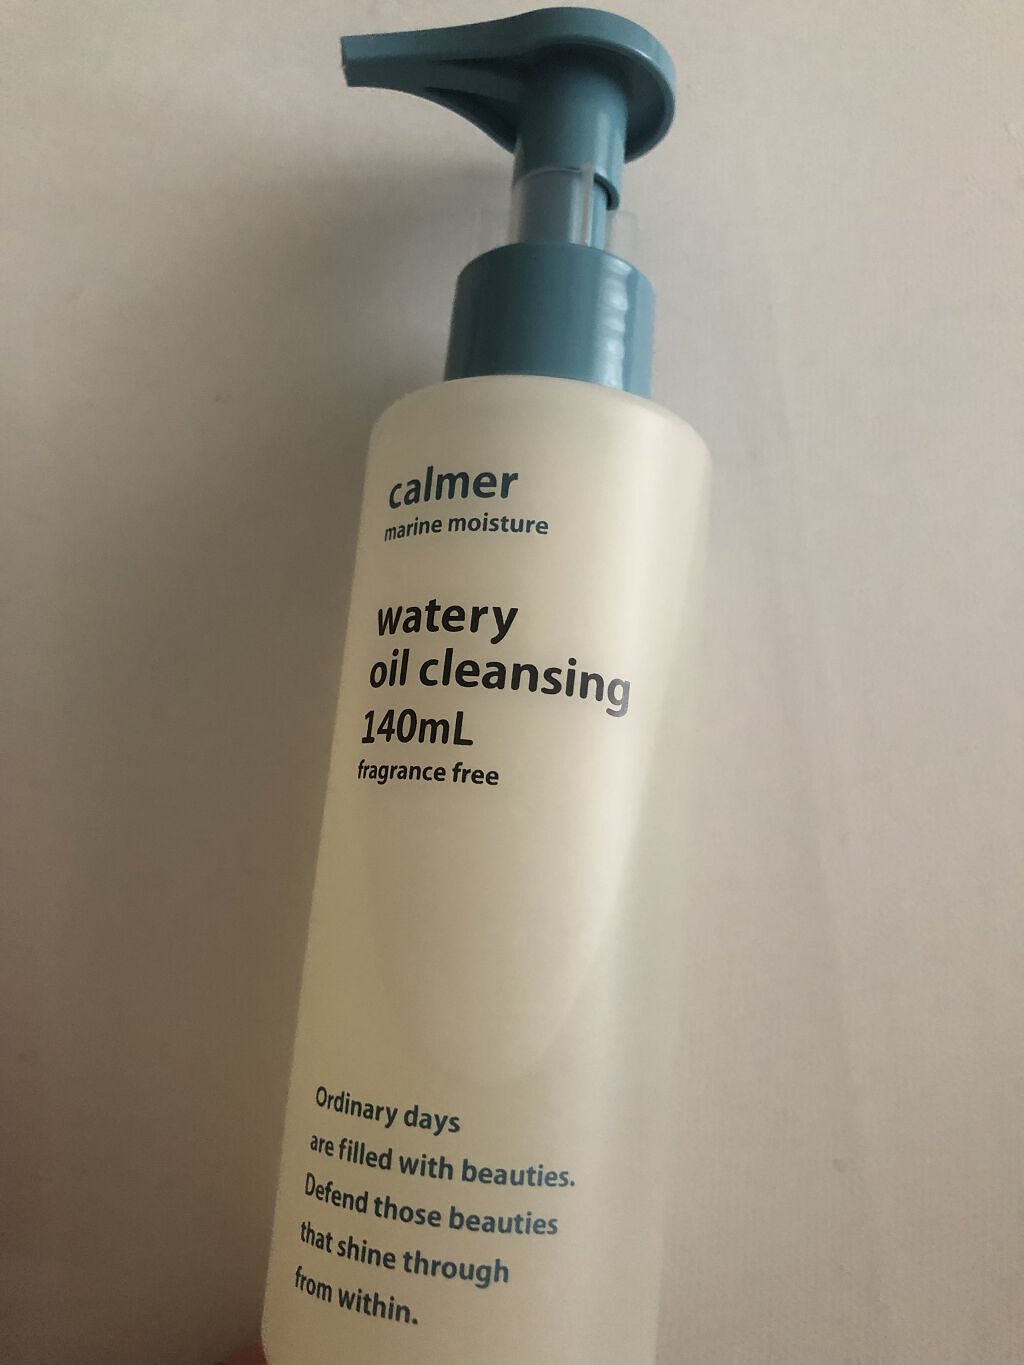 calmer
marine moisture
watery
oil cleansing
140mL
fragrance free
Ordinary days
are filled with beauties.
Defend those beauties
that shine through
from within.